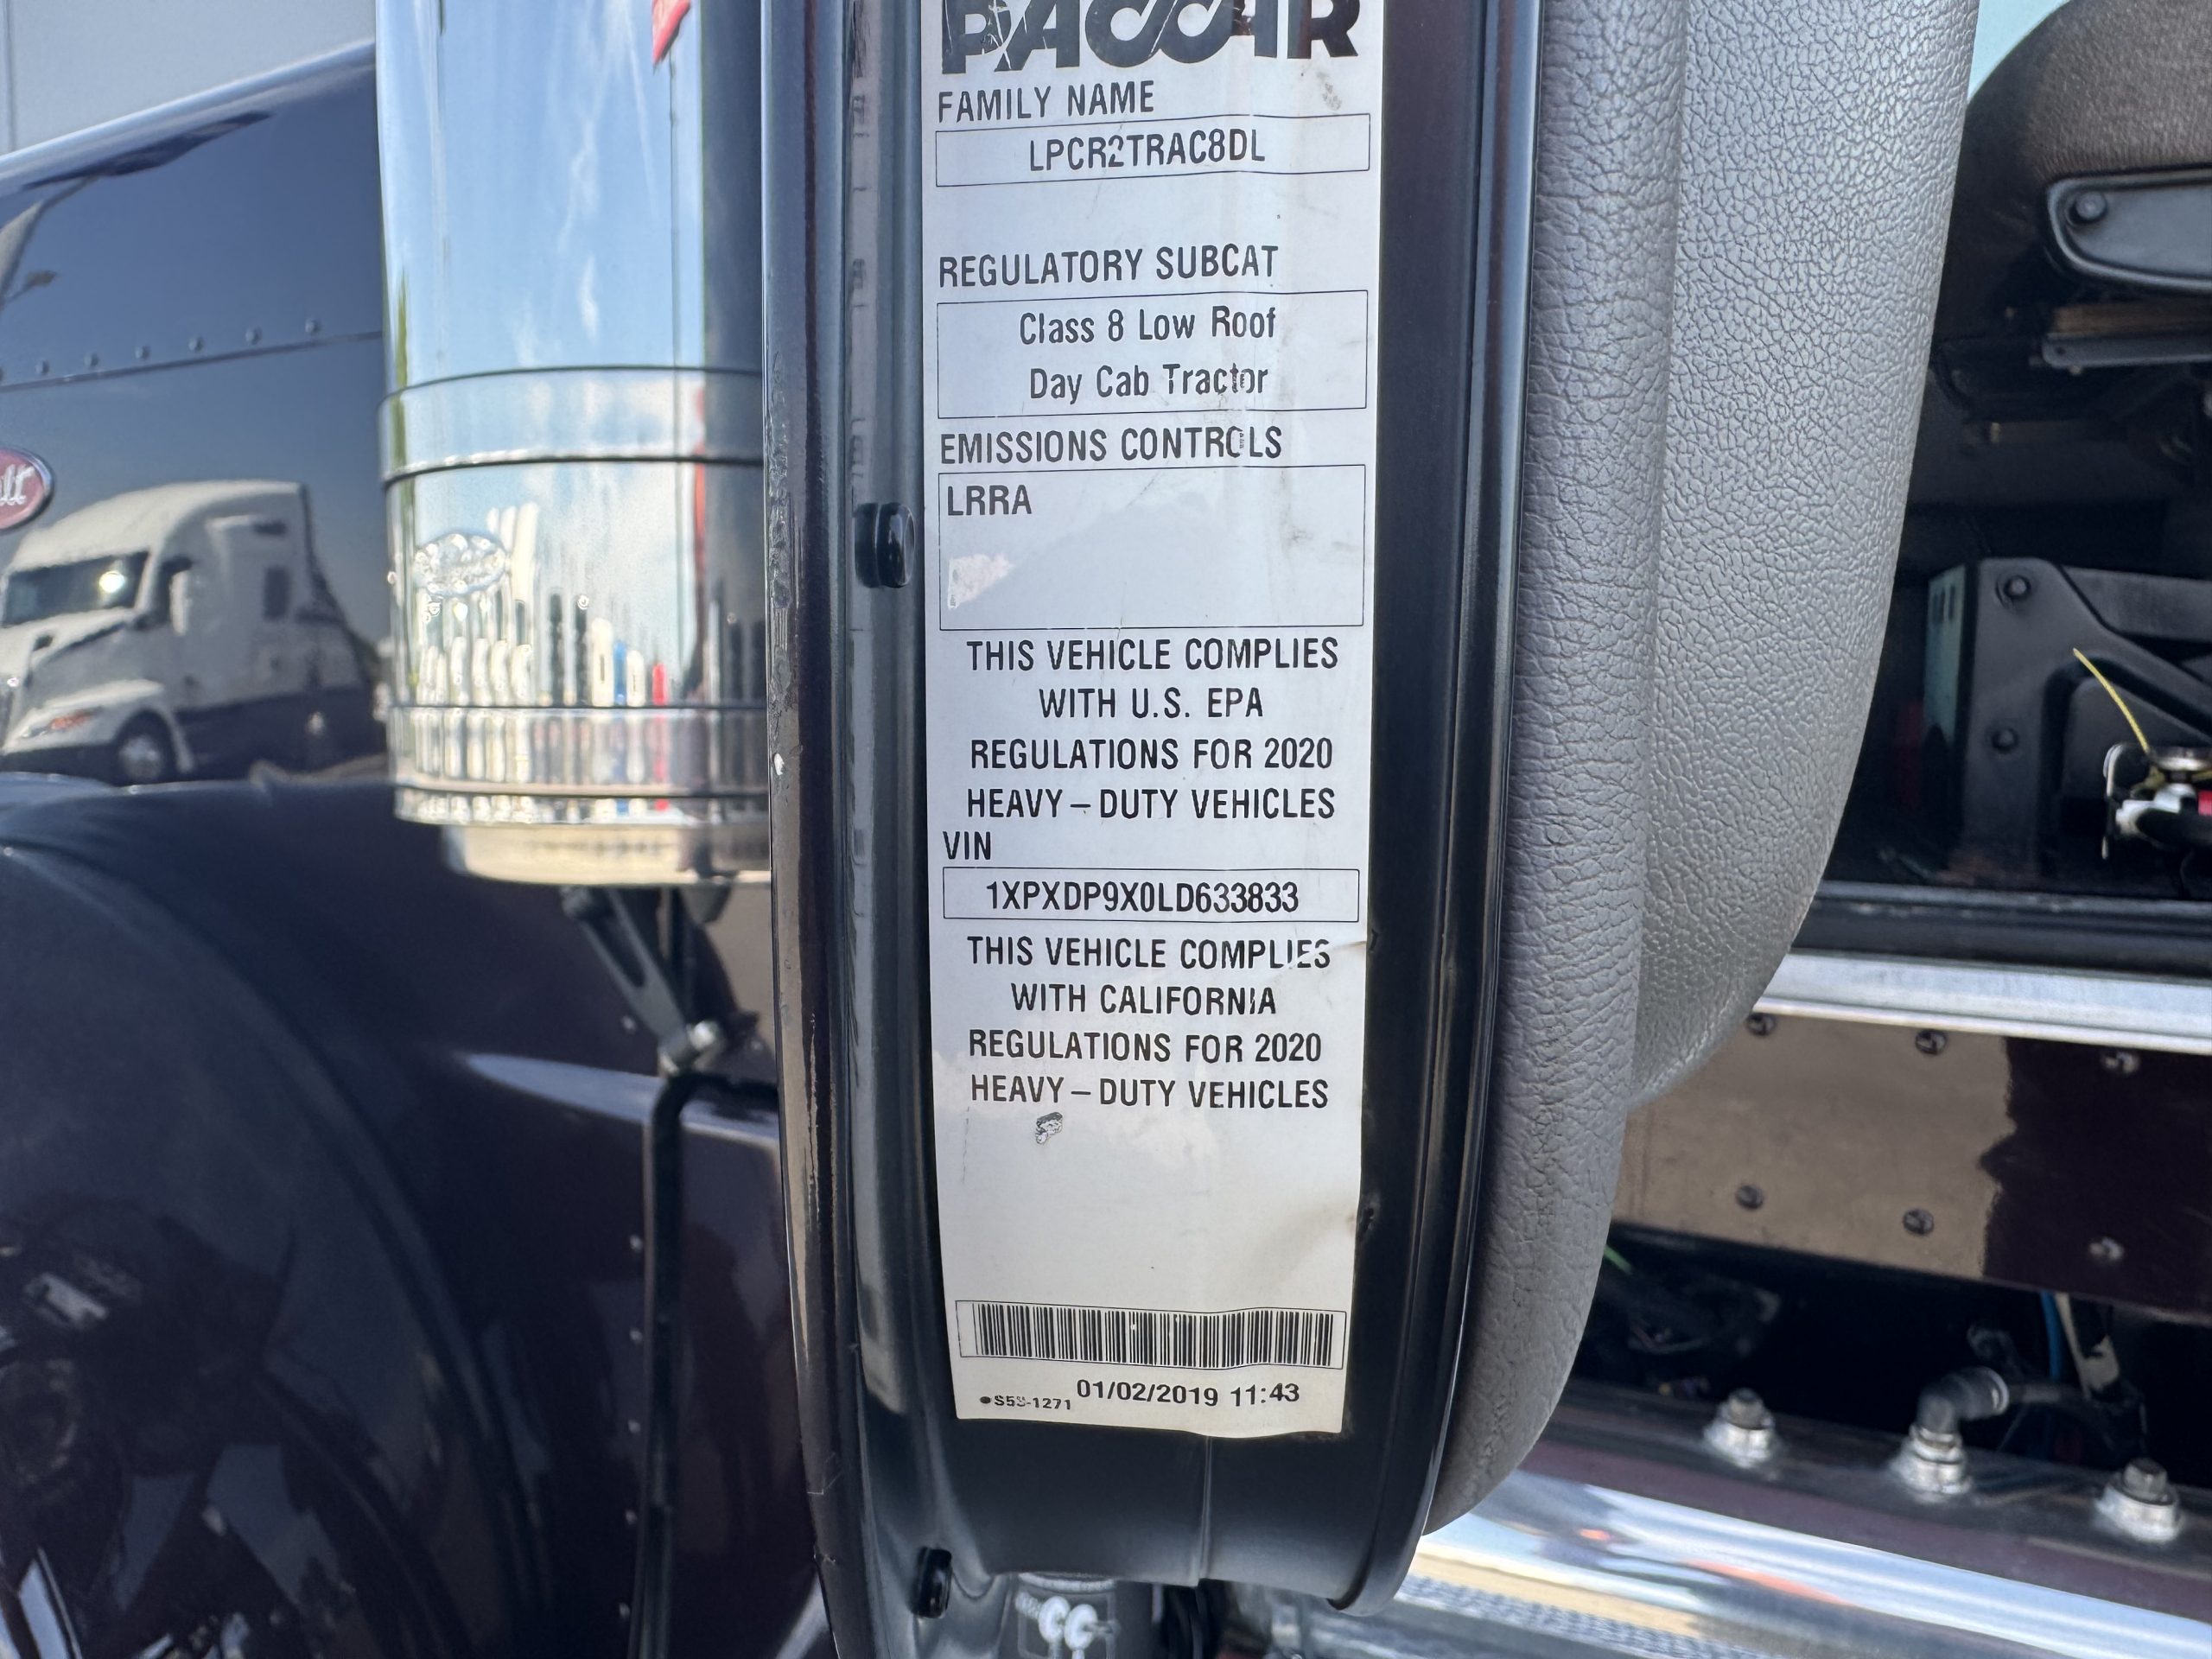 PACCAR
FAMILY NAME
LPCR2TRAC8DL
REGULATORY SUBCAT
Class 8 Low Roof
Day Cab Tractor
EMISSIONS CONTROLS
LRRA
THIS VEHICLE COMPLIES
WITH U.S. EPA
REGULATIONS FOR 2020
HEAVY – DUTY VEHICLES
VIN
1XPXDP9X0LD633833
THIS VEHICLE COMPLIES
WITH CALIFORNIA
REGULATIONS FOR 2020
HEAVY – DUTY VEHICLES
01/02/2019 11:43